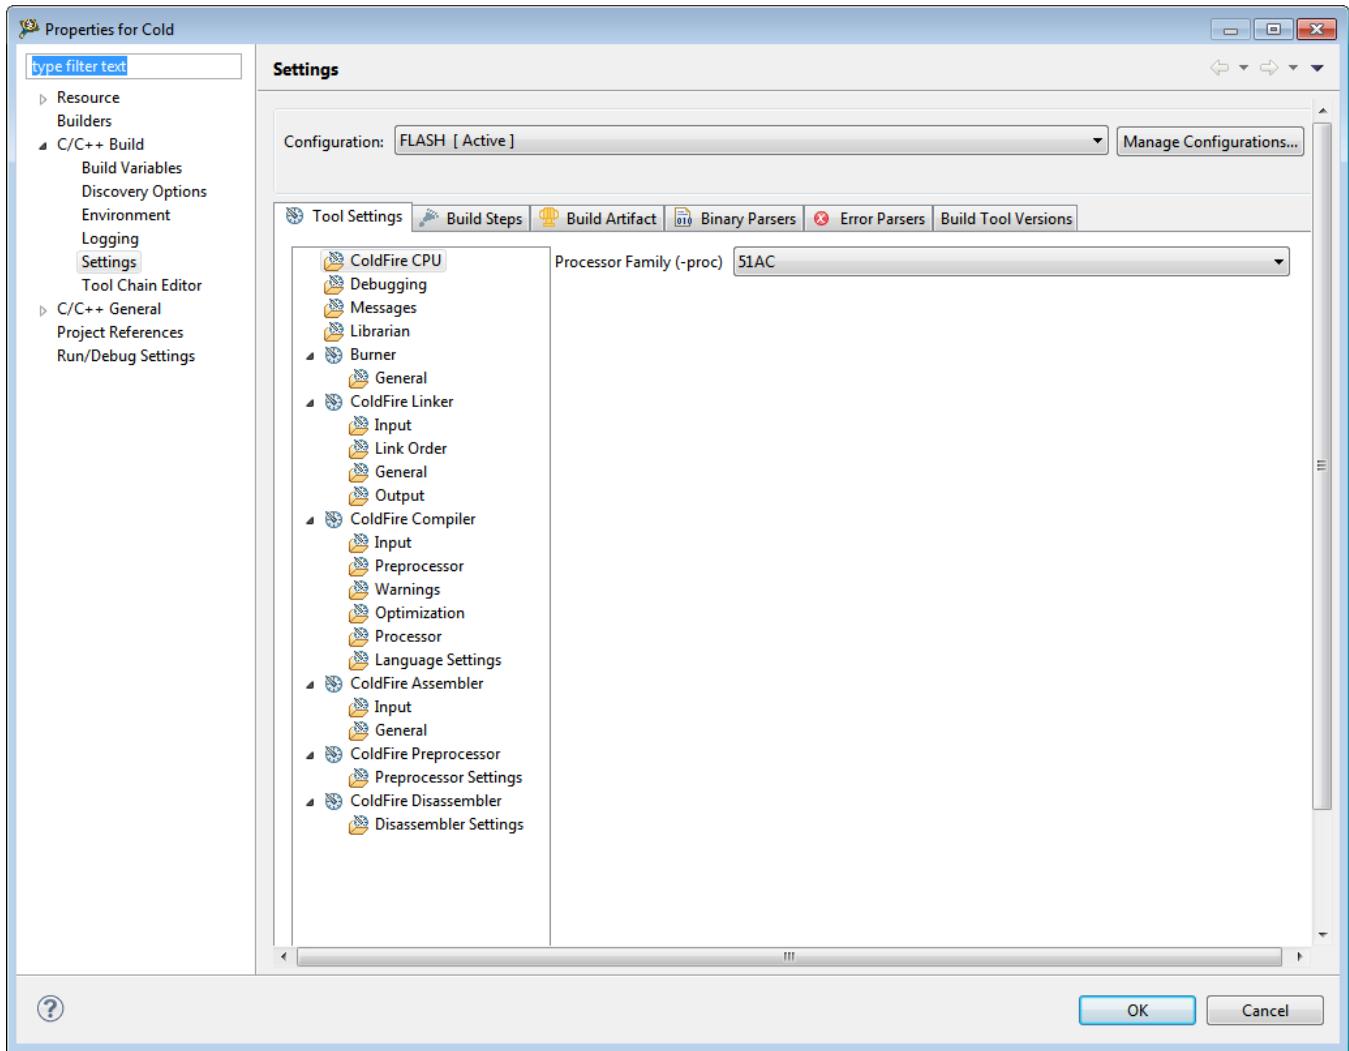 Properties for Cold
type filter text
Resource
Builders
C/C++ Build
Build Variables
Discovery Options
Environment
Logging
Settings
Tool Chain Editor
C/C++ General
Project References
Run/Debug Settings
Settings
Configuration: FLASH [ Active ] Manage Configurations...
Tool Settings Build Steps Build Artifact 010 Binary Parsers Error Parsers Build Tool Versions
ColdFire CPU
Debugging
Messages
Librarian
Burner
General
ColdFire Linker
Input
Link Order
General
Output
ColdFire Compiler
Input
Preprocessor
Warnings
Optimization
Processor
Language Settings
ColdFire Assembler
Input
General
ColdFire Preprocessor
Preprocessor Settings
ColdFire Disassembler
Disassembler Settings
Processor Family (-proc) 51AC
OK Cancel